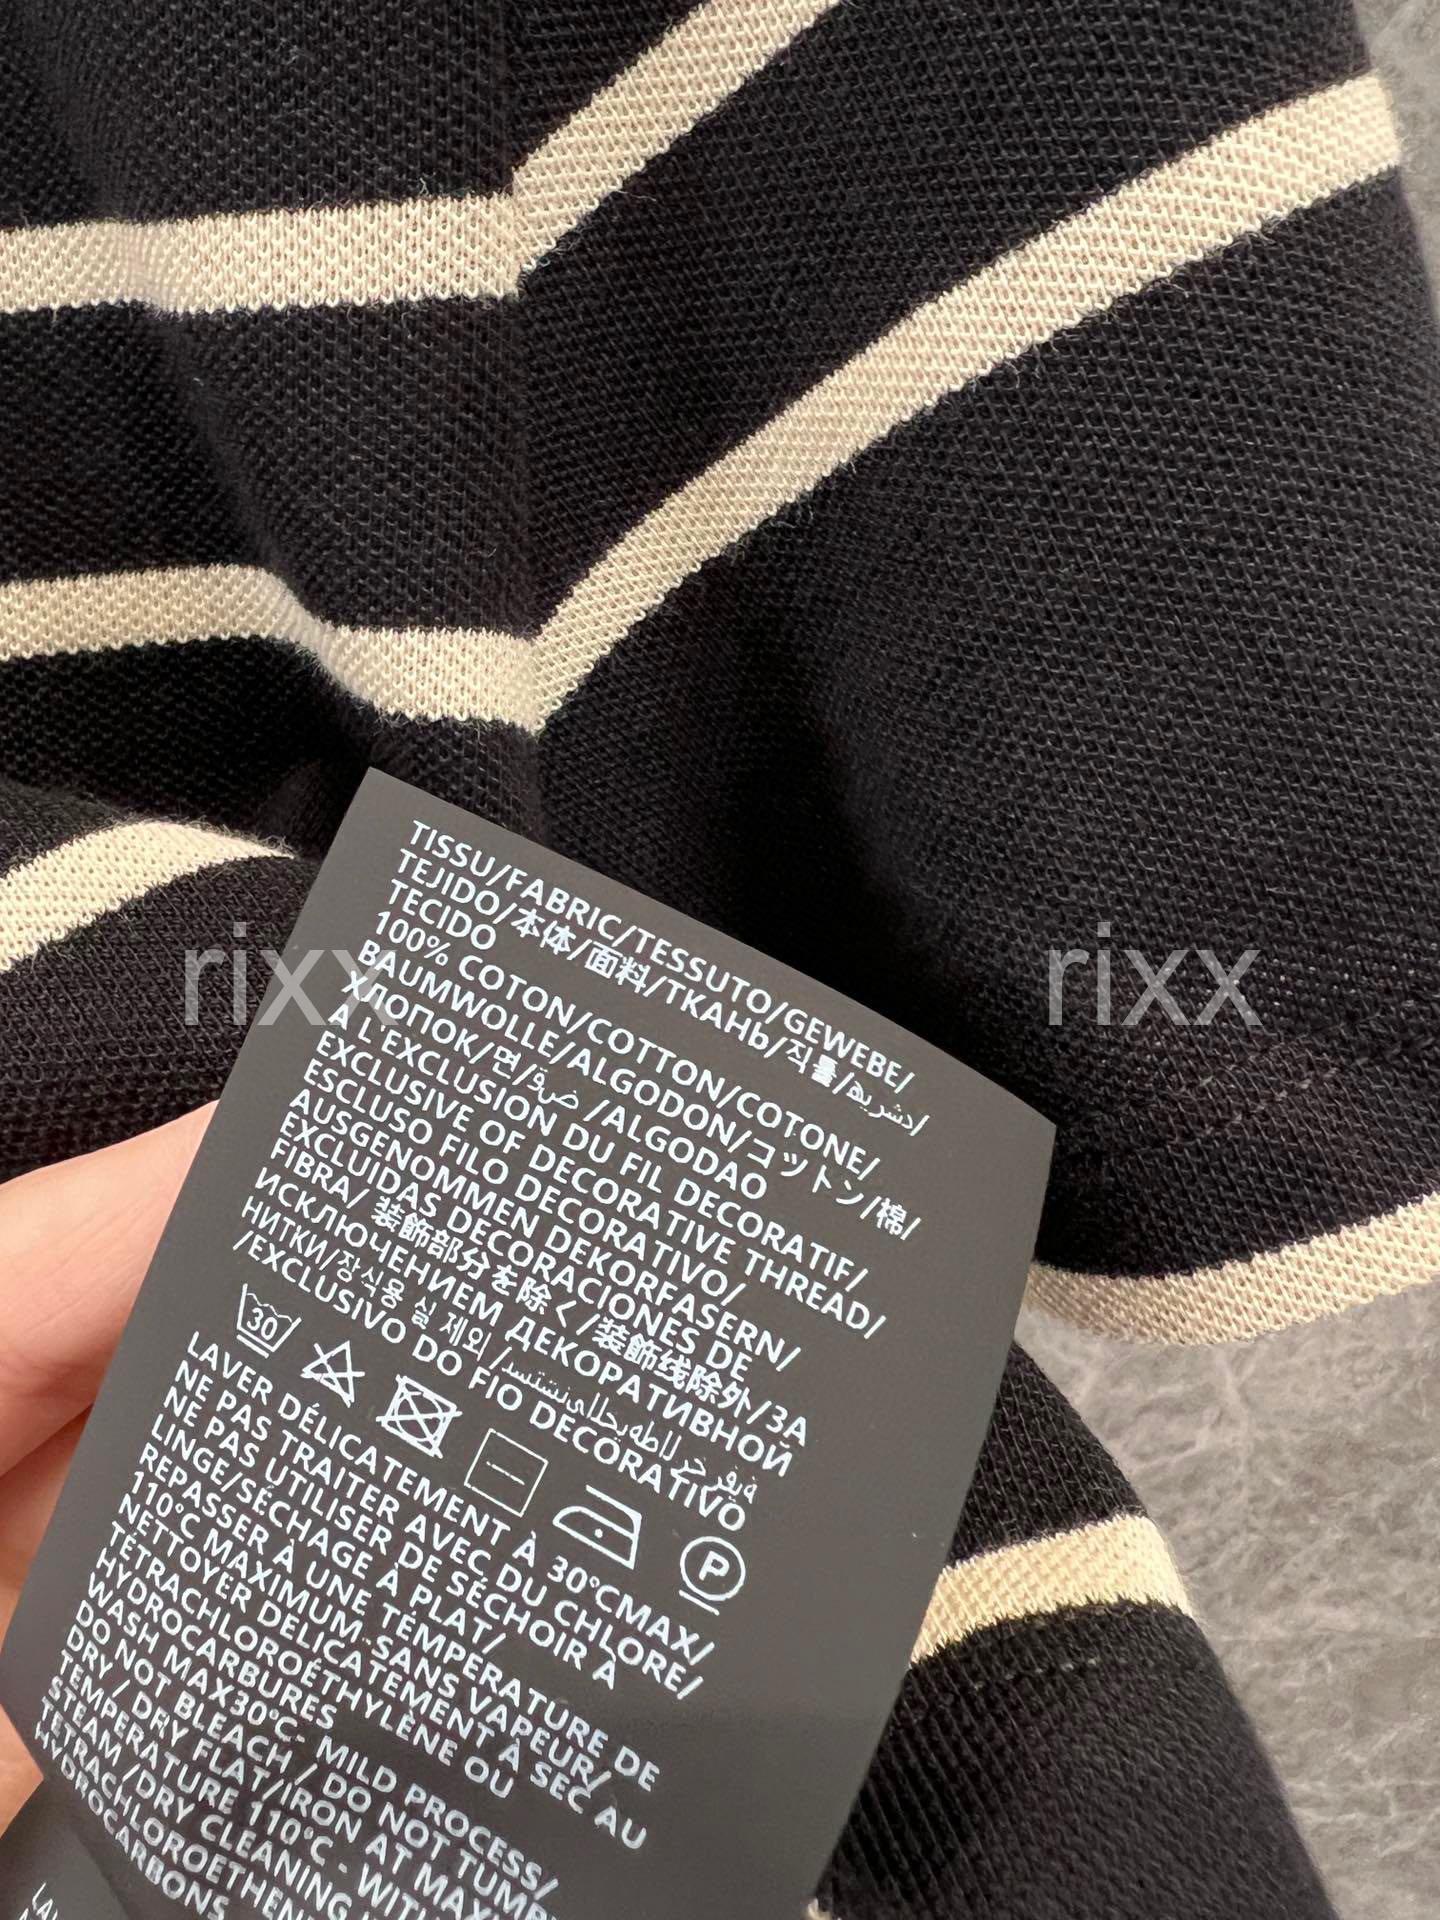 TISSU/FABRIC/TESSUTO/GEWEBE/
TEJIDO/本体/面料/ТКАНЬ/직물/
TECIDO
100% COTON/COTTON/COTONE/
BAUMWOLLE/ALGODON/コットン/棉/
ХЛОПОК/면/ /ALGODAO
A L'EXCLUSION DU FIL DECORATIF/
EXCLUSIVE OF DECORATIVE THREAD/
ESCLUSO FILO DECORATIVO/
AUSGENOMMEN DEKORFASERN/
EXCLUIDAS DECORACIONES DE
FIBRA/ 装飾部分を除く/装飾线除外/ЗА
ИСКЛЮЧЕНИЕМ ДЕКОРАТИВНОЙ
НИТКИ/장식용 실 제외/
/EXCLUSIVO DO FIO DECORATIVO
30
P
LAVER DÉLICATEMENT À 30°CMAX/
NE PAS TRAITER AVEC DU CHLORE/
NE PAS UTILISER DE SÉCHOIR À
LINGE/SÉCHAGE À PLAT/
REPASSER À UNE TEMPÉRATURE DE
110°C MAXIMUM-SANS VAPEUR/
NETTOYER DELICATEMENT À SEC AU
TÉTRACHLOROÉTHYLÈNE OU
HYDROCARBURES
WASH MAX30°C- MILD PROCESS/
DO NOT BLEACH / DO NOT TUMBLE
DRY / DRY FLAT/IRON AT MAXI
TEMPERATURE 110°C - WITH
STEAM /DRY CLEANING
TETRACHLOROETHEN
HYDROCARBONS
LAV
rixx
rixx